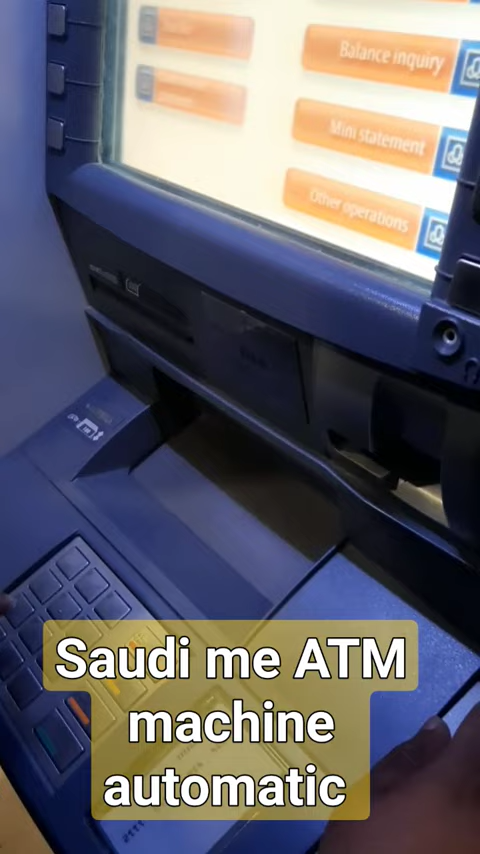 Balance inquiry
Mini statement
Other operations
Saudi me ATM
machine
automatic